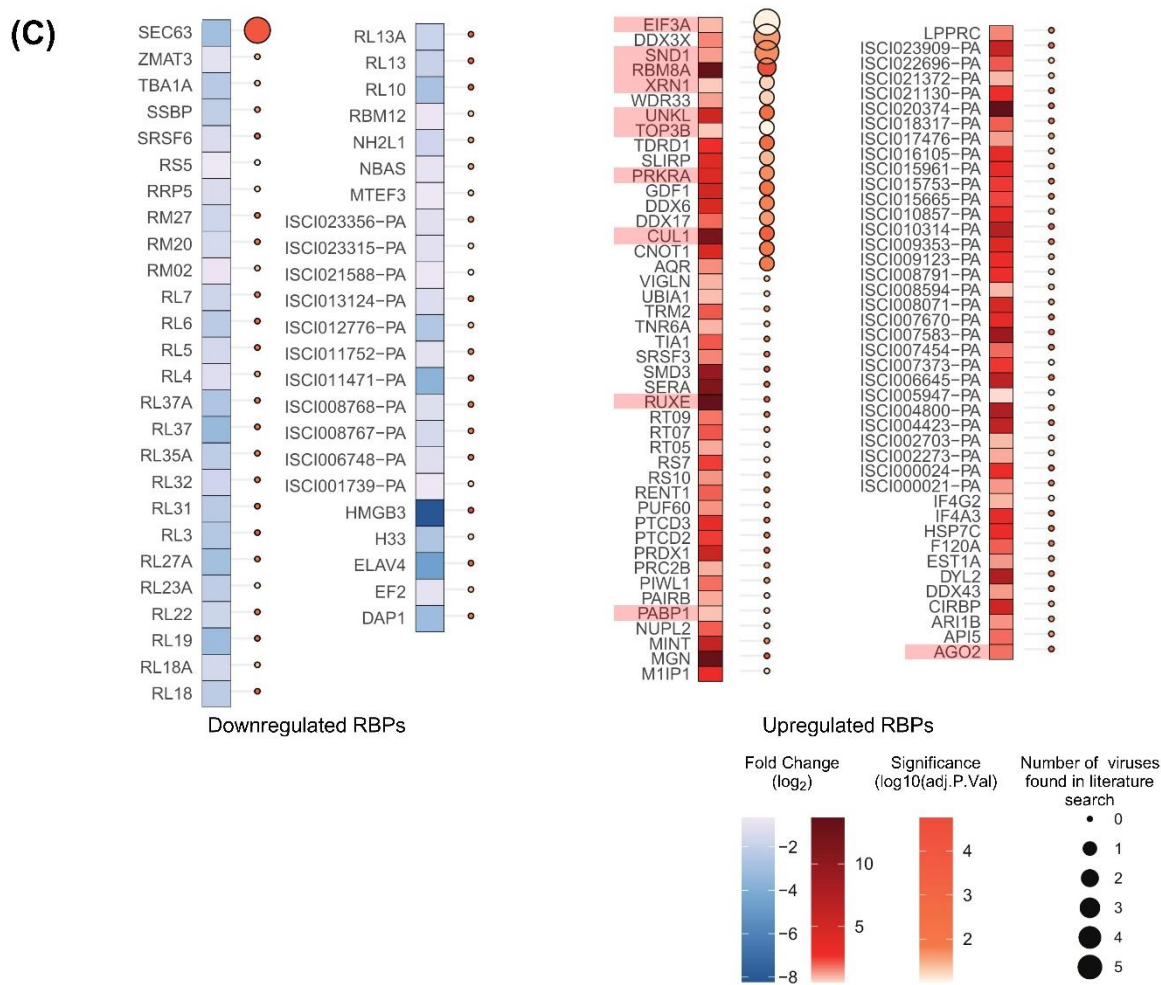 (C)
SEC63
ZMAT3
TBA1A
SSBP
SRSF6
RS5
RRP5
RM27
RM20
RM02
RL7
RL6
RL5
RL4
RL37A
RL37
RL35A
RL32
RL31
RL3
RL27A
RL23A
RL22
RL19
RL18A
RL18
RL13A
RL13
RL10
RBM12
NH2L1
NBAS
MTEF3
ISCI023356−PA
ISCI023315−PA
ISCI021588−PA
ISCI013124−PA
ISCI012776−PA
ISCI011752−PA
ISCI011471−PA
ISCI008768−PA
ISCI008767−PA
ISCI006748−PA
ISCI001739−PA
HMGB3
H33
ELAV4
EF2
DAP1
Downregulated RBPs
EIF3A
DDX3X
SND1
RBM8A
XRN1
WDR33
UNKL
TOP3B
TDRD1
SLIRP
PRKRA
GDF1
DDX6
DDX17
CUL1
CNOT1
AQR
VIGLN
UBIA1
TRM2
TNR6A
TIA1
SRSF3
SMD3
SERA
RUXE
RT09
RT07
RT05
RS7
RS10
RENT1
PUF60
PTCD3
PTCD2
PRDX1
PRC2B
PIWL1
PAIRB
PABP1
NUPL2
MINT
MGN
M1IP1
LPPRC
ISCI023909−PA
ISCI022696−PA
ISCI021372−PA
ISCI021130−PA
ISCI020374−PA
ISCI018317−PA
ISCI017476−PA
ISCI016105−PA
ISCI015961−PA
ISCI015753−PA
ISCI015665−PA
ISCI010857−PA
ISCI010314−PA
ISCI009353−PA
ISCI009123−PA
ISCI008791−PA
ISCI008594−PA
ISCI008071−PA
ISCI007670−PA
ISCI007583−PA
ISCI007454−PA
ISCI007373−PA
ISCI006645−PA
ISCI005947−PA
ISCI004800−PA
ISCI004423−PA
ISCI002703−PA
ISCI002273−PA
ISCI000024−PA
ISCI000021−PA
IF4G2
IF4A3
HSP7C
F120A
EST1A
DYL2
DDX43
CIRBP
ARI1B
API5
AGO2
Upregulated RBPs
Fold Change
(log2)
−2
−4
−6
−8
10
5
Significance
(log10(adj.P.Val)
4
3
2
Number of viruses
found in literature
search
0
1
2
3
4
5